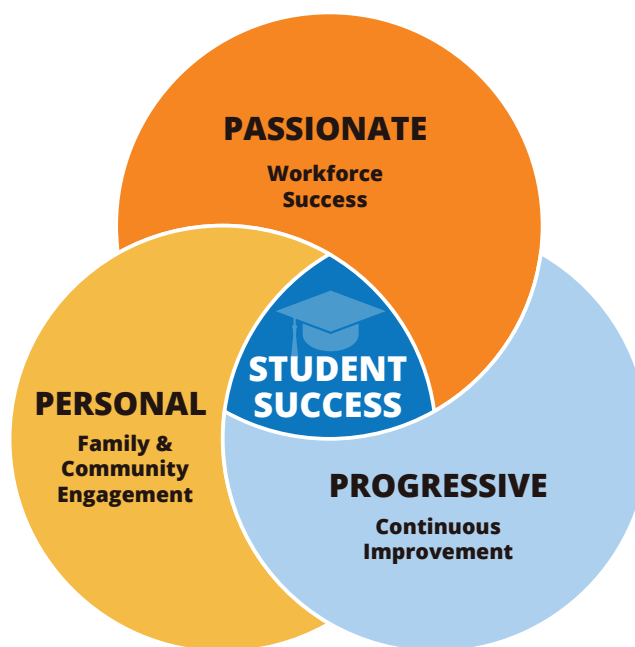 PASSIONATE
Workforce
Success
STUDENT
SUCCESS
PERSONAL
Family &
Community
Engagement
PROGRESSIVE
Continuous
Improvement